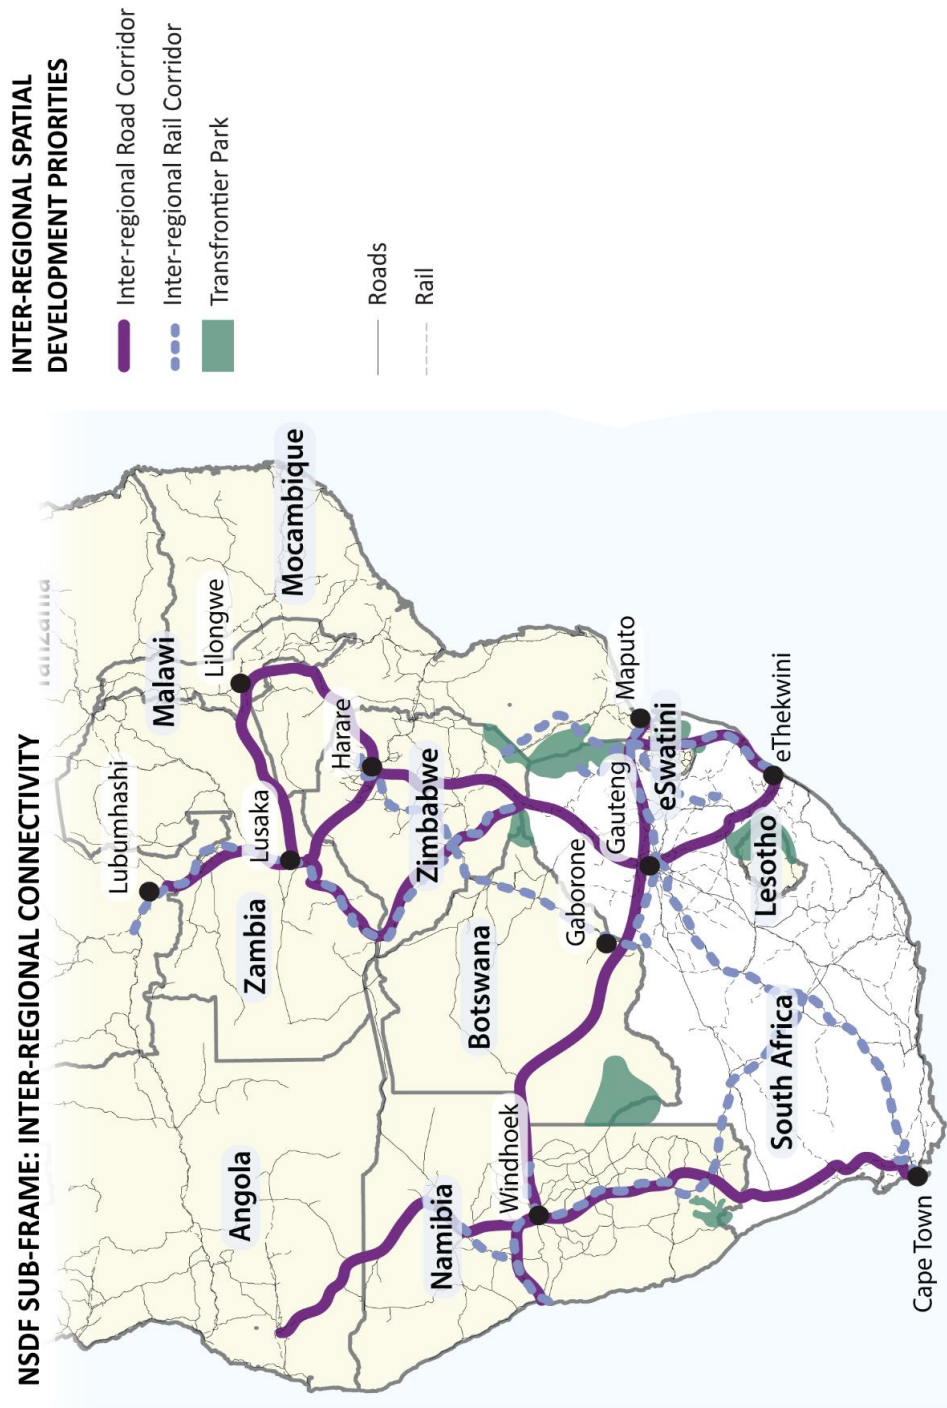 NSDF SUB-FRAME: INTER-REGIONAL CONNECTIVITY
INTER-REGIONAL SPATIAL
DEVELOPMENT PRIORITIES
Inter-regional Road Corridor
Inter-regional Rail Corridor
Transfrontier Park
Roads
Rail
Tanzania
Lubumhashi
Malawi
Lilongwe
Angola
Zambia
Lusaka
Mocambique
Harare
Namibia
Zimbabwe
Botswana
Windhoek
Gaborone
Gauteng
Maputo
eSwatini
South Africa
Lesotho
eThekwini
Cape Town